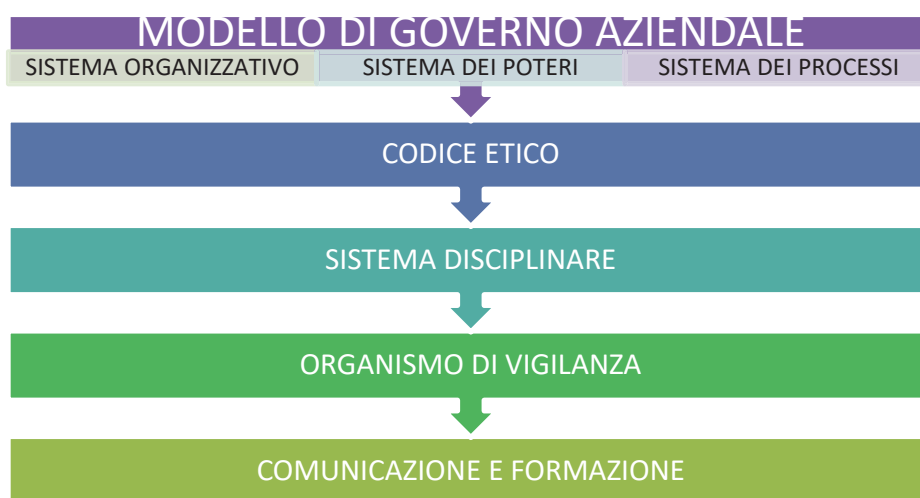 MODELLO DI GOVERNO AZIENDALE
SISTEMA ORGANIZZATIVO SISTEMA DEI POTERI SISTEMA DEI PROCESSI
CODICE ETICO
SISTEMA DISCIPLINARE
ORGANISMO DI VIGILANZA
COMUNICAZIONE E FORMAZIONE